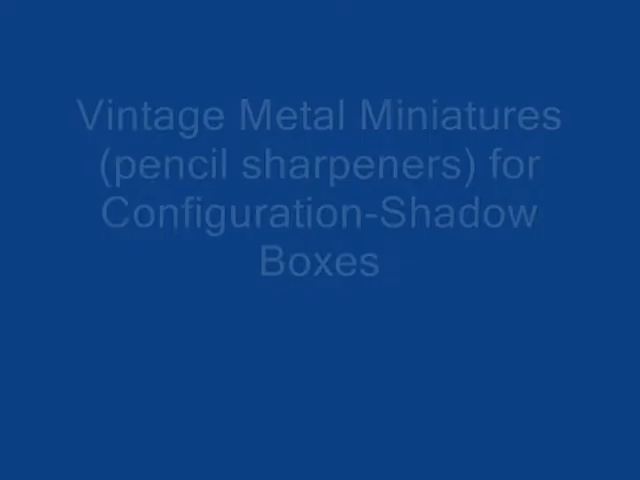 Vintage Metal Miniatures
(pencil sharpeners) for
Configuration-Shadow
Boxes